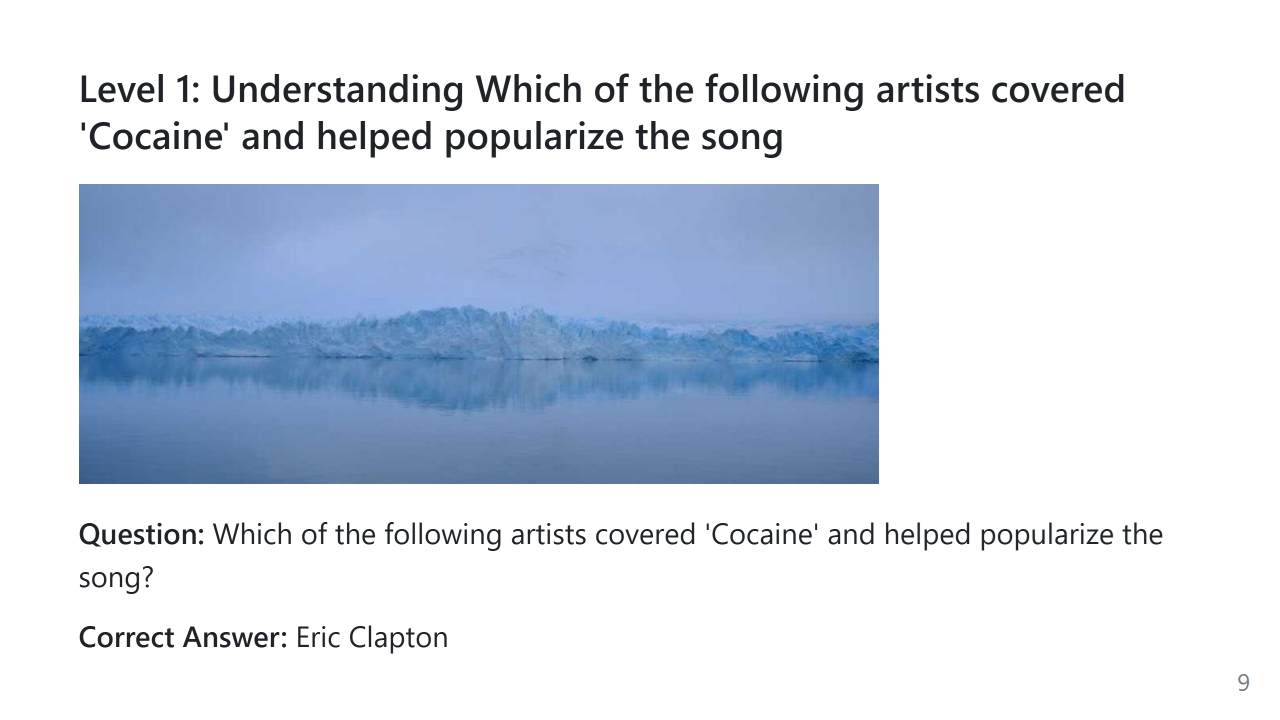 Level 1: Understanding Which of the following artists covered
'Cocaine' and helped popularize the song
Question: Which of the following artists covered 'Cocaine' and helped popularize the
song?
Correct Answer: Eric Clapton
9